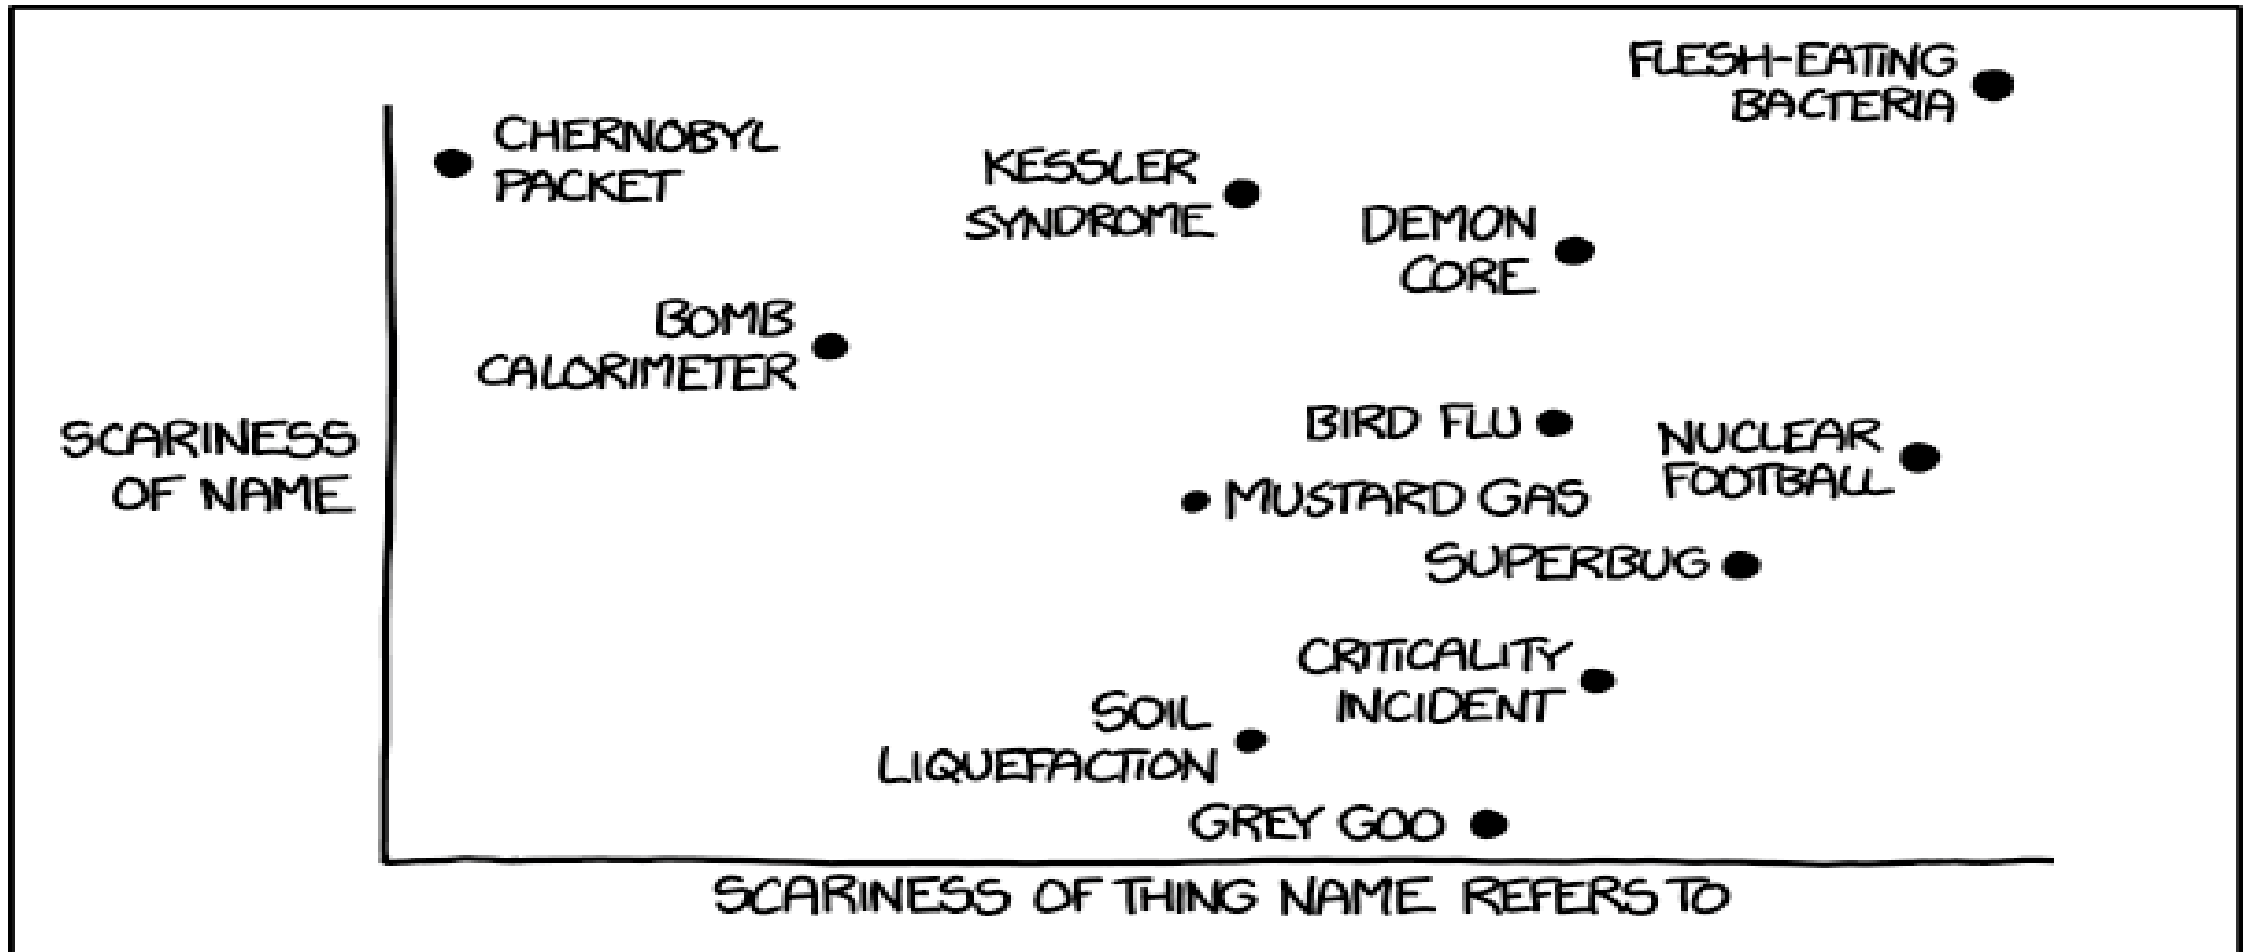 FLESH-EATING
BACTERIA
CHERNOBYL
PACKET
KESSLER
SYNDROME
DEMON
CORE
BOMB
CALORIMETER
BIRD FLU
NUCLEAR
FOOTBALL
SCARINESS
OF NAME
MUSTARD GAS
SUPERBUG
CRITICALITY
INCIDENT
SOIL
LIQUEFACTION
GREY GOO
SCARINESS OF THING NAME REFERS TO